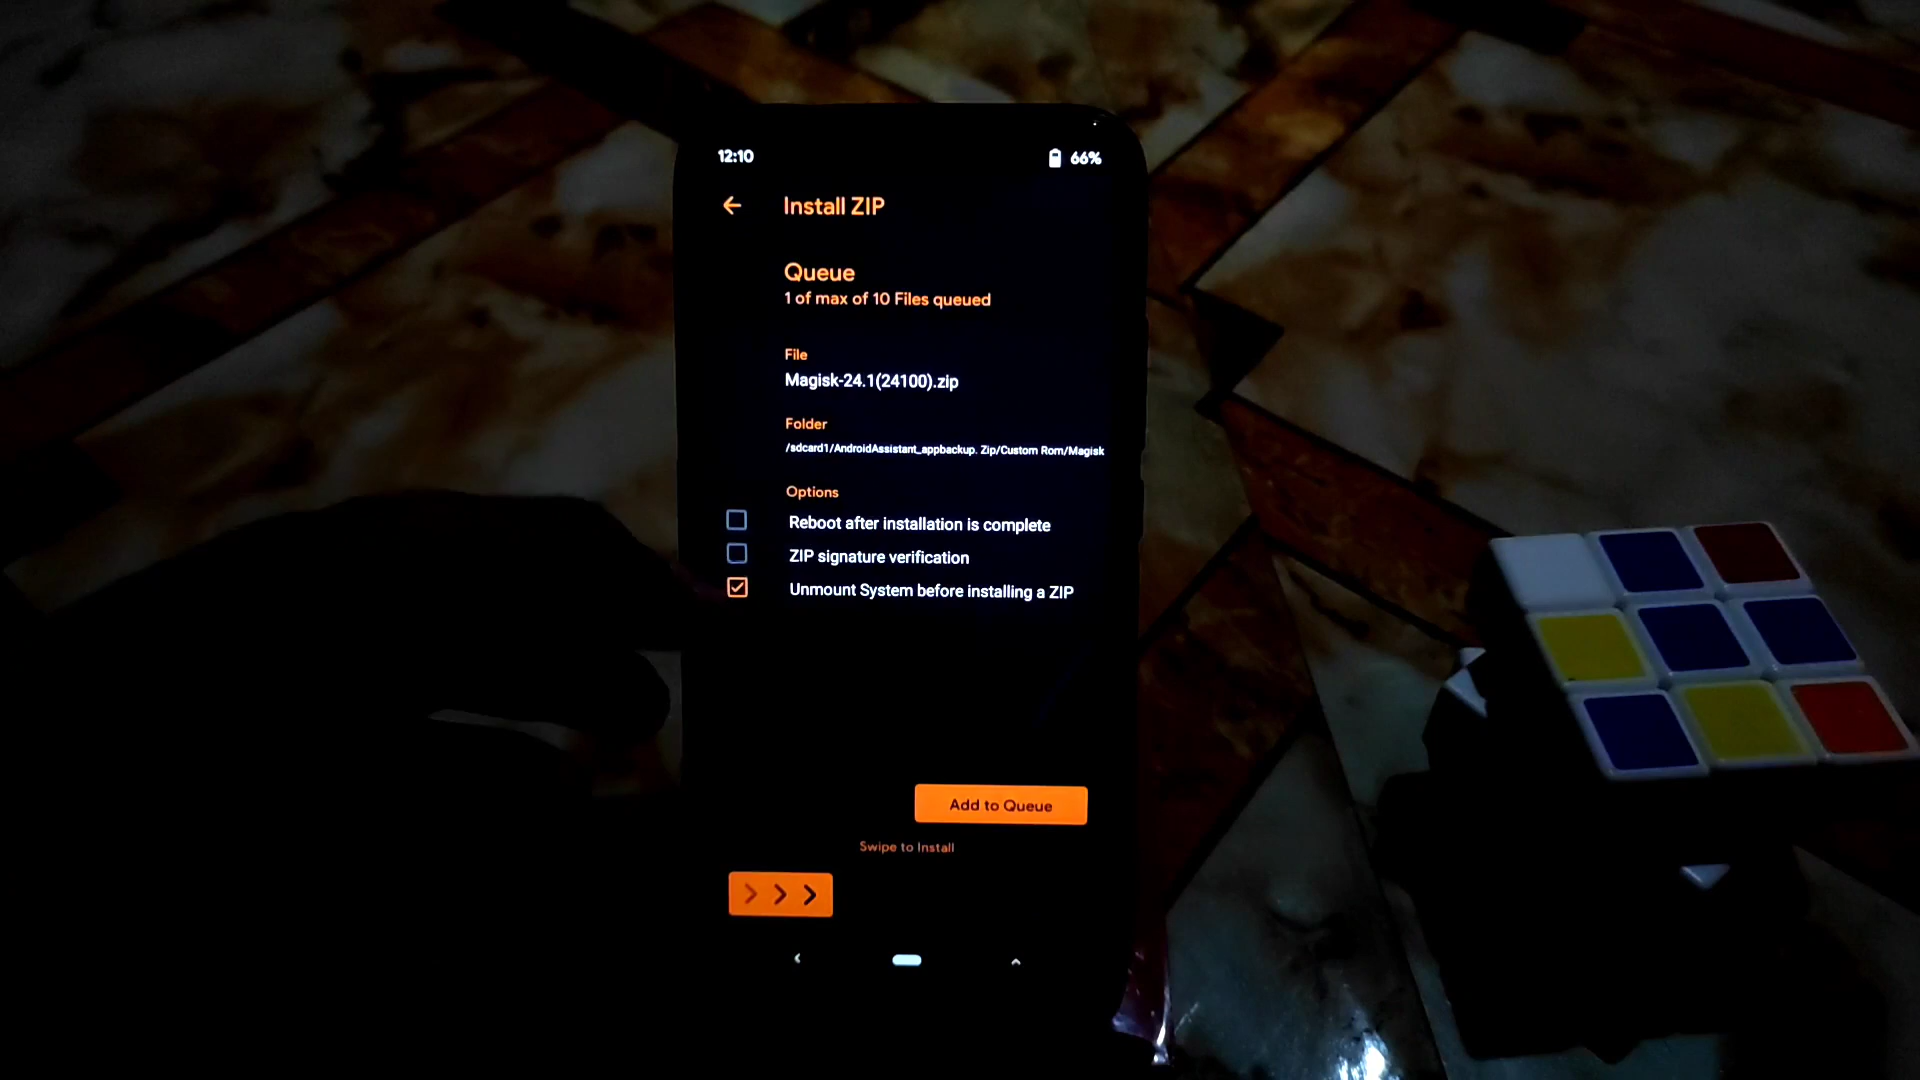 12:10
66%
Install ZIP
Queue
1 of max of 10 Files queued
File
Magisk-24.1(24100).zip
Folder
/sdcard1/AndroidAssistant_appbackup. Zip/Custom Rom/Magisk
Options
Reboot after installation is complete
ZIP signature verification
Unmount System before installing a ZIP
Add to Queue
Swipe to Install